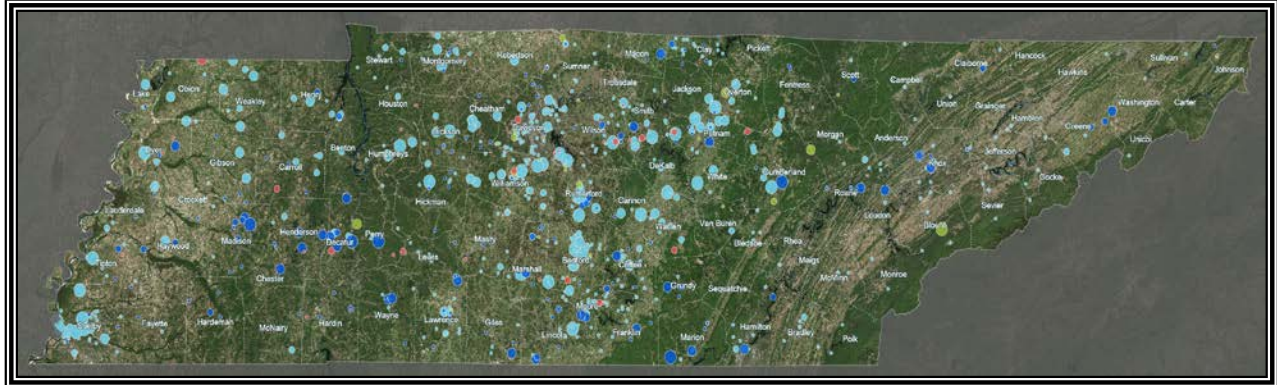 Stewart
Montgomery
Robertson
Sumner
Macon
Clay
Pickett
Scott
Campbell
Claiborne
Hancock
Hawkins
Sullivan
Johnson
Lake
Obion
Weakley
Henry
Houston
Cheatham
Trousdale
Smith
Jackson
Overton
Fentress
Union
Grainger
Hamblen
Washington
Carter
Greene
Unicoi
Dyer
Gibson
Carroll
Benton
Humphreys
Dickson
Davidson
Wilson
Putnam
Morgan
Anderson
Knox
Jefferson
Cocke
Lauderdale
Crockett
Hickman
Williamson
Rutherford
Cannon
DeKalb
White
Cumberland
Roane
Loudon
Sevier
Blount
Tipton
Haywood
Madison
Henderson
Decatur
Perry
Lewis
Maury
Bedford
Coffee
Warren
Van Buren
Bledsoe
Rhea
Meigs
McMinn
Monroe
Chester
Marshall
Grundy
Sequatchie
Shelby
Fayette
Hardeman
McNairy
Hardin
Wayne
Lawrence
Giles
Lincoln
Moore
Franklin
Marion
Hamilton
Bradley
Polk